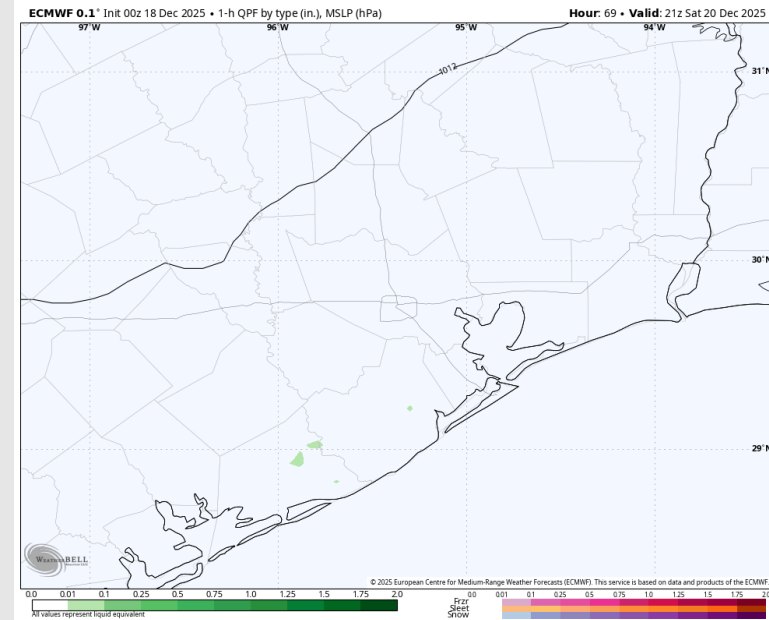 ECMWF 0.1° Init 00z 18 Dec 2025 • 1-h QPF by type (in.), MSLP (hPa)
Hour: 69 • Valid: 21z Sat 20 Dec 2025
97°W 96°W 95°W 94°W
1012
31°N
30°N
29°N
WEATHERBELL
© 2025 European Centre for Medium-Range Weather Forecasts (ECMWF). This service is based on data and products of the ECMWF.
0.0 0.01 0.1 0.25 0.5 0.75 1.0 1.25 1.5 1.75 2.0
0.0 0.01 0.1 0.25 0.5 0.75 1.0 1.25 1.5 1.75 2.0
Frzr
Sleet
Snow
All values represent liquid equivalent